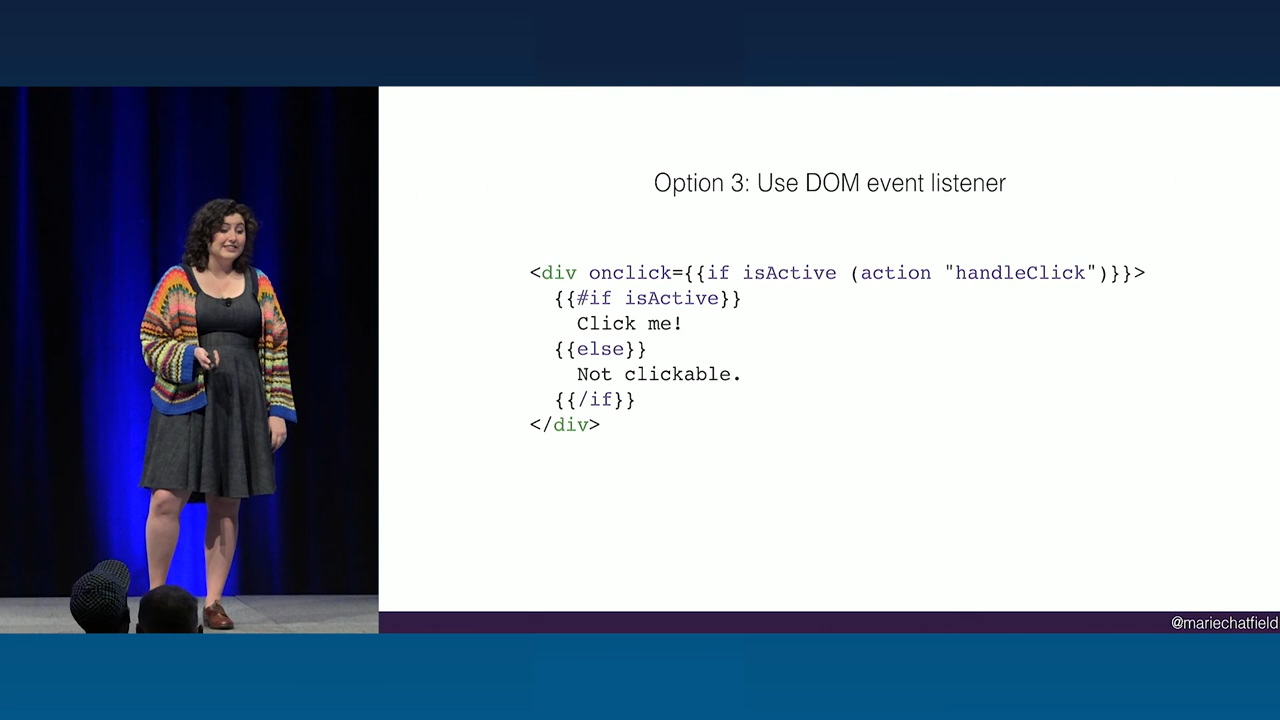 Option 3: Use DOM event listener
<div onclick={{if isActive (action "handleClick")}}>
{{#if isActive}}
Click me!
{{else}}
Not clickable.
{{/if}}
</div>
@mariechatfield